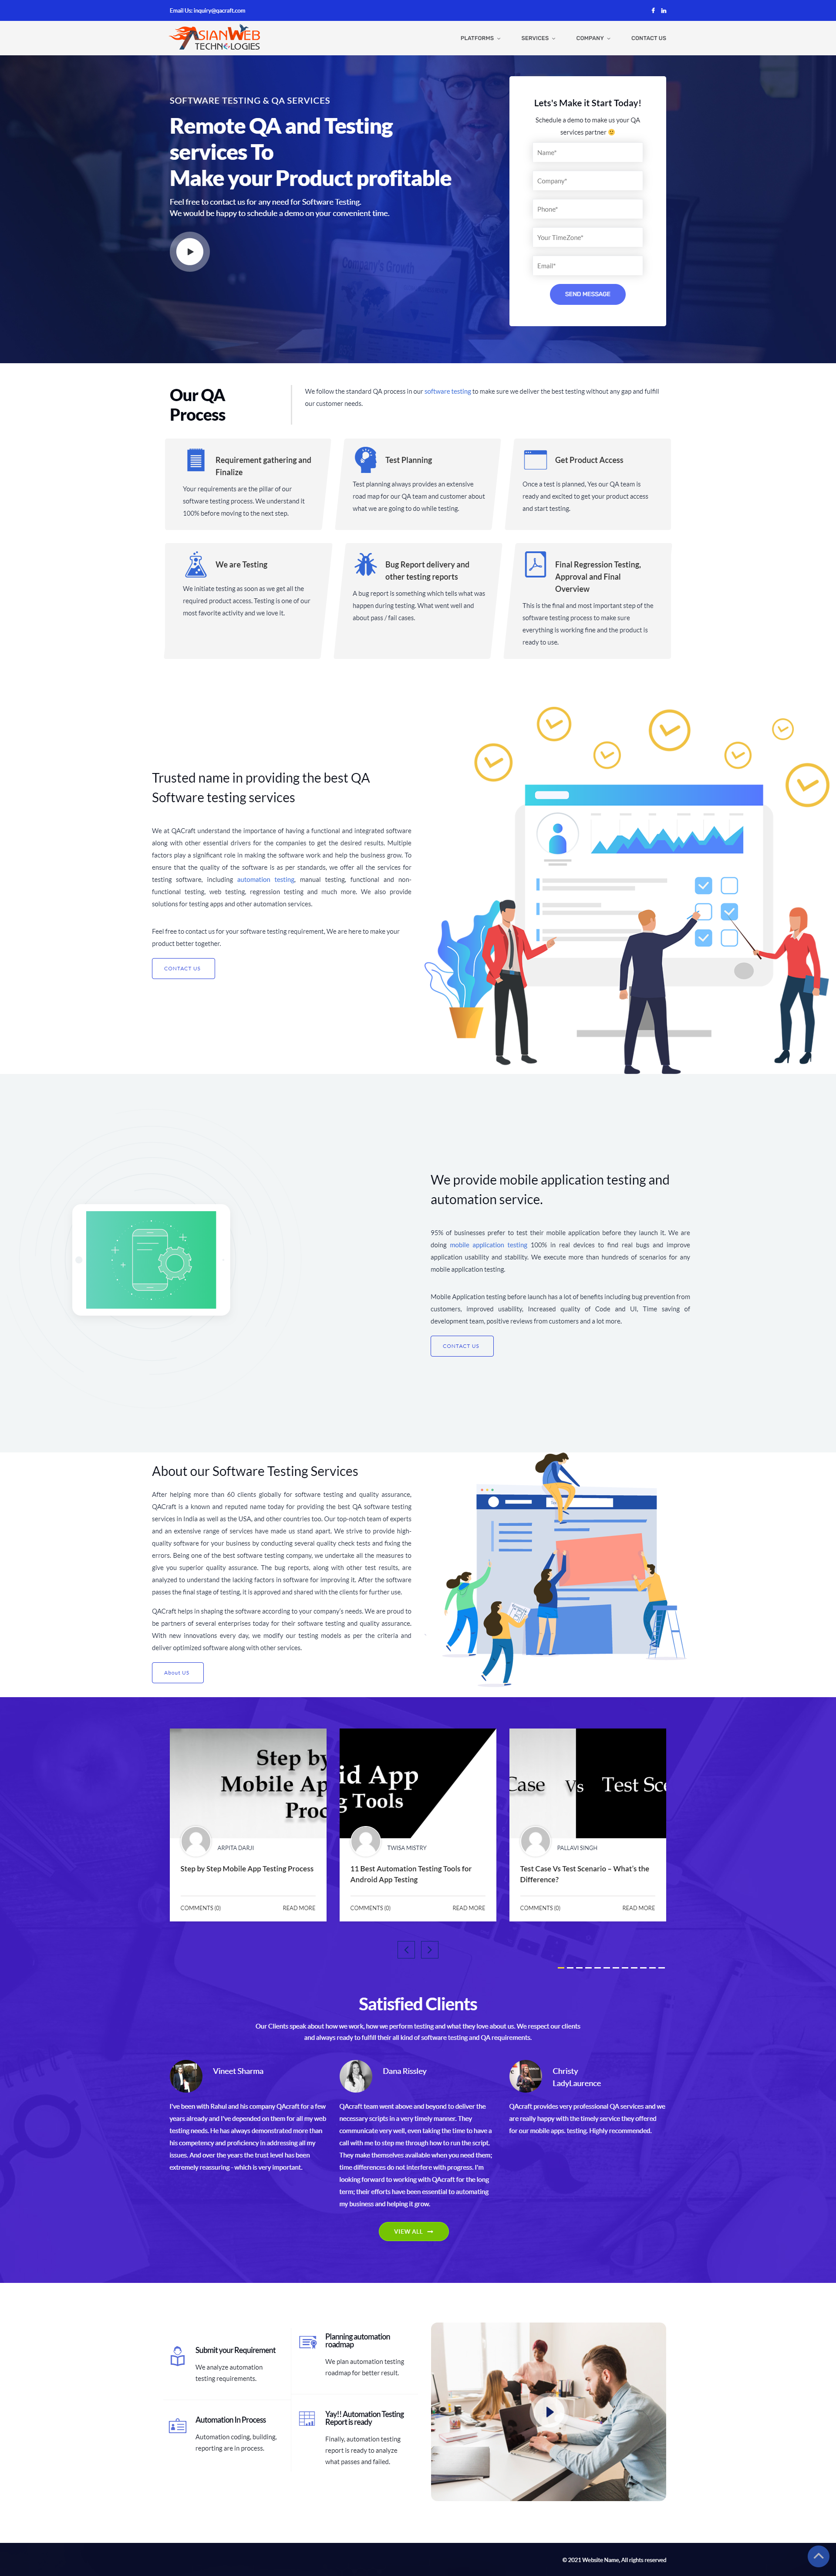 Email Us: inquiry@qacraft.com
ASIANWEB
TECHNOLOGIES
PLATFORMS
SERVICES
COMPANY
CONTACT US
SOFTWARE TESTING & QA SERVICES
Remote QA and Testing
services To
Make your Product profitable
Feel free to contact us for any need for Software Testing.
We would be happy to schedule a demo on your convenient time.
Company's Growth
Lets's Make it Start Today!
Schedule a demo to make us your QA
services partner 🙂
Name*
Company*
Phone*
Your TimeZone*
Email*
SEND MESSAGE
Our QA
Process
We follow the standard QA process in our software testing to make sure we deliver the best testing without any gap and fulfill
our customer needs.
Requirement gathering and
Finalize
Your requirements are the pillar of our
software testing process. We understand it
100% before moving to the next step.
Test Planning
Test planning always provides an extensive
road map for our QA team and customer about
what we are going to do while testing.
Get Product Access
Once a test is planned, Yes our QA team is
ready and excited to get your product access
and start testing.
We are Testing
We initiate testing as soon as we get all the
required product access. Testing is one of our
most favorite activity and we love it.
Bug Report delivery and
other testing reports
A bug report is something which tells what was
happen during testing. What went well and
about pass / fail cases.
Final Regression Testing,
Approval and Final
Overview
This is the final and most important step of the
software testing process to make sure
everything is working fine and the product is
ready to use.
Trusted name in providing the best QA
Software testing services
We at QACraft understand the importance of having a functional and integrated software
along with other essential drivers for the companies to get the desired results. Multiple
factors play a significant role in making the software work and help the business grow. To
ensure that the quality of the software is as per standards, we offer all the services for
testing software, including automation testing, manual testing, functional and non-
functional testing, web testing, regression testing and much more. We also provide
solutions for testing apps and other automation services.
Feel free to contact us for your software testing requirement, We are here to make your
product better together.
CONTACT US
We provide mobile application testing and
automation service.
95% of businesses prefer to test their mobile application before they launch it. We are
doing mobile application testing 100% in real devices to find real bugs and improve
application usability and stability. We execute more than hundreds of scenarios for any
mobile application testing.
Mobile Application testing before launch has a lot of benefits including bug prevention from
customers, improved usability, Increased quality of Code and UI, Time saving of
development team, positive reviews from customers and a lot more.
CONTACT US
About our Software Testing Services
After helping more than 60 clients globally for software testing and quality assurance,
QACraft is a known and reputed name today for providing the best QA software testing
services in India as well as the USA, and other countries too. Our top-notch team of experts
and an extensive range of services have made us stand apart. We strive to provide high-
quality software for your business by conducting several quality check tests and fixing the
errors. Being one of the best software testing company, we undertake all the measures to
give you superior quality assurance. The bug reports, along with other test results, are
analyzed to understand the lacking factors in software for improving it. After the software
passes the final stage of testing, it is approved and shared with the clients for further use.
QACraft helps in shaping the software according to your company's needs. We are proud to
be partners of several enterprises today for their software testing and quality assurance.
With new innovations every day, we modify our testing models as per the criteria and
deliver optimized software along with other services.
About US
Step by
Mobile Ap
Proc
ARPITA DARJI
Step by Step Mobile App Testing Process
COMMENTS (0)
READ MORE
id App
g Tools
TWISA MISTRY
11 Best Automation Testing Tools for
Android App Testing
COMMENTS (0)
READ MORE
Case Vs Test Sce
PALLAVI SINGH
Test Case Vs Test Scenario – What's the
Difference?
COMMENTS (0)
READ MORE
Satisfied Clients
Our Clients speak about how we work, how we perform testing and what they love about us. We respect our clients
and always ready to fulfill their all kind of software testing and QA requirements.
Vineet Sharma
I've been with Rahul and his company QAcraft for a few
years already and I've depended on them for all my web
testing needs. He has always demonstrated more than
his competency and proficiency in addressing all my
issues. And over the years the trust level has been
extremely reassuring - which is very important.
Dana Rissley
QAcraft team went above and beyond to deliver the
necessary scripts in a very timely manner. They
communicate very well, even taking the time to have a
call with me to step me through how to run the script.
They make themselves available when you need them;
time differences do not interfere with progress. I'm
looking forward to working with QAcraft for the long
term; their efforts have been essential to automating
my business and helping it grow.
Christy
LadyLaurence
QAcraft provides very professional QA services and we
are really happy with the timely service they offered
for our mobile apps. testing. Highly recommended.
VIEW ALL
Submit your Requirement
We analyze automation
testing requirements.
Planning automation
roadmap
We plan automation testing
roadmap for better result.
Automation In Process
Automation coding, building,
reporting are in process.
Yay!! Automation Testing
Report is ready
Finally, automation testing
report is ready to analyze
what passes and failed.
© 2021 Website Name, All rights reserved